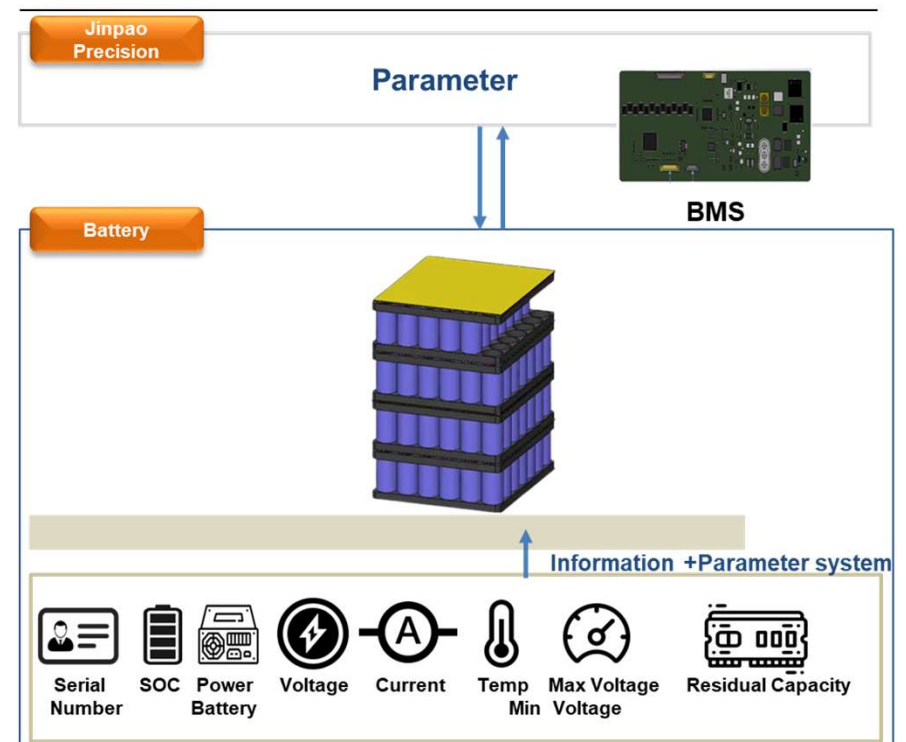 Jinpao
Precision
Parameter
BMS
Battery
Information +Parameter system
A
Serial SOC Power Voltage Current Temp Max Voltage Residual Capacity
Number Battery Min Voltage